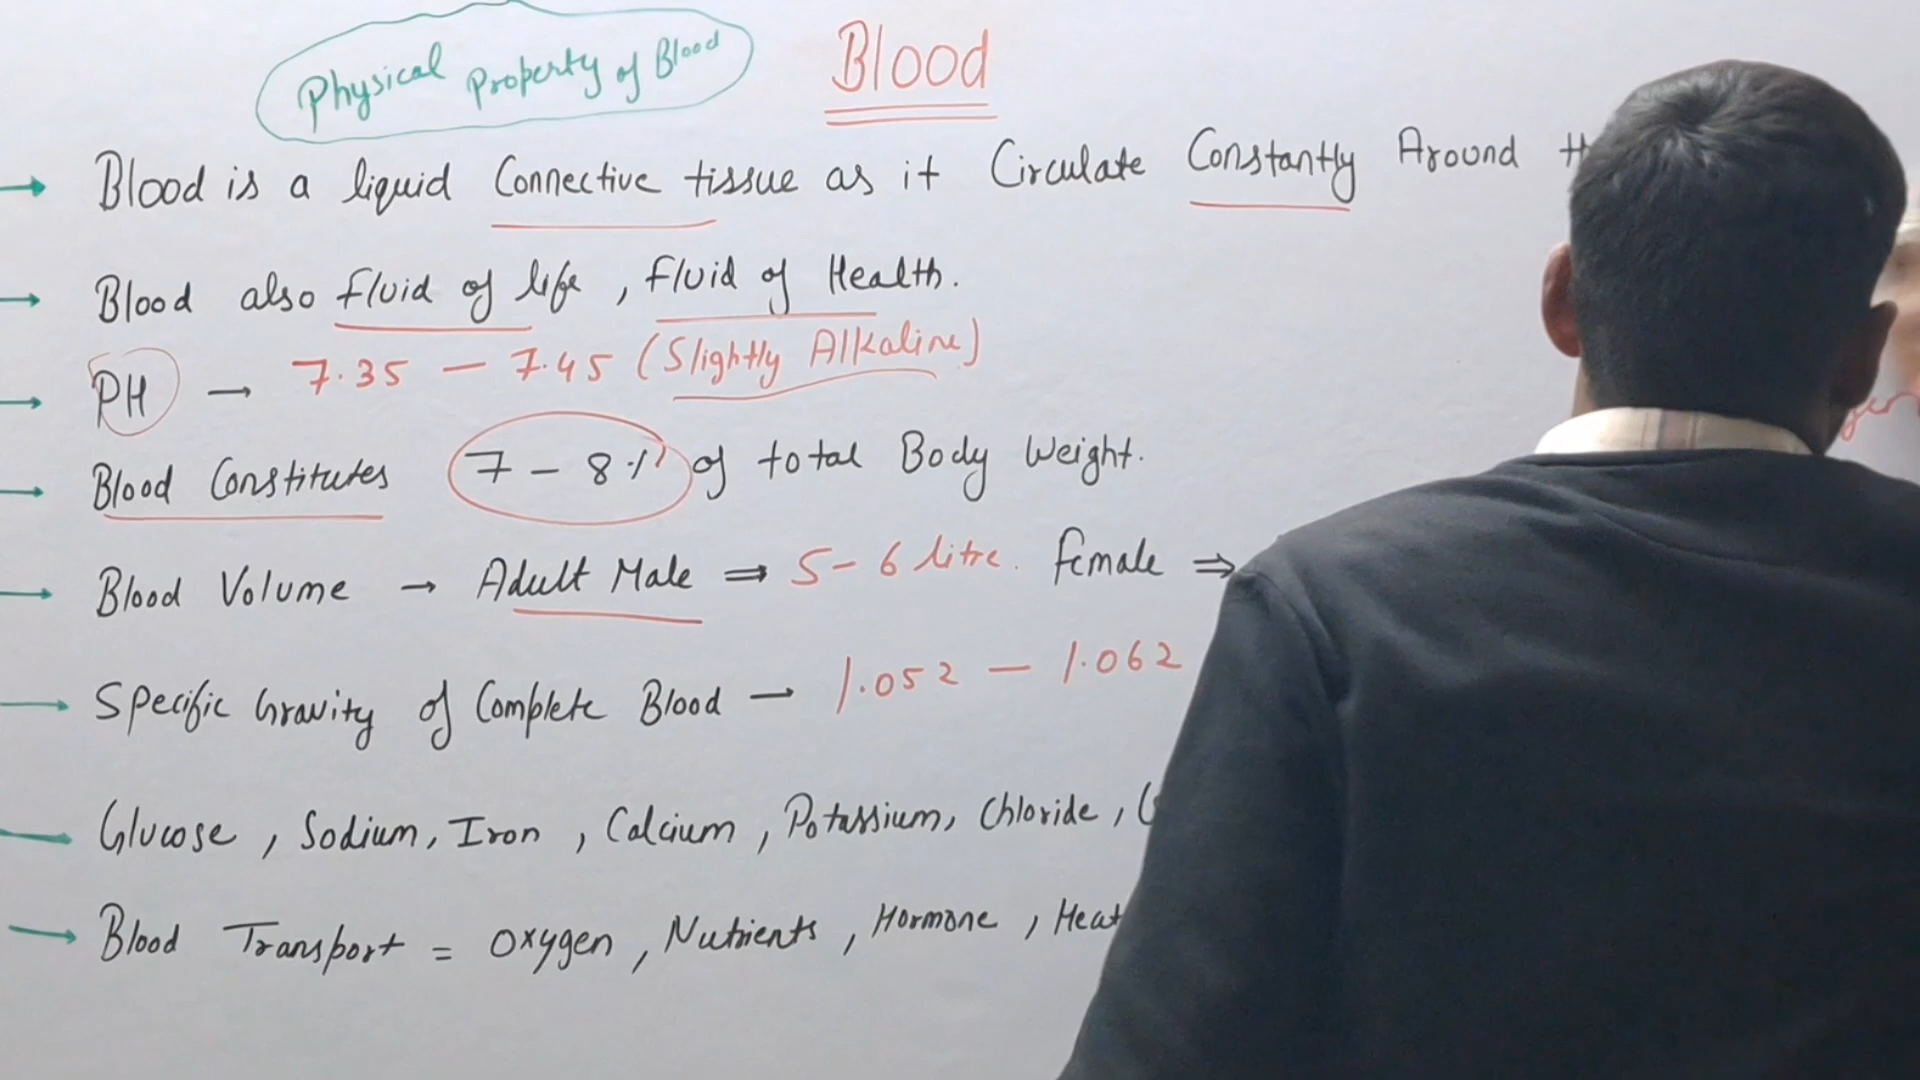 Physical Property of Blood
Blood
Blood is a liquid Connective tissue as it Circulate Constantly Around
Blood also fluid of life, fluid of Health.
PH → 7.35 – 7.45 (Slightly Alkaline)
Blood Constitutes 7 – 8% of total Body Weight.
Blood Volume → Adult Male ⇒ 5-6 litre. female ⇒
Specific Gravity of Complete Blood → 1.052 – 1.062
Glucose, Sodium, Iron, Calcium, Potassium, Chloride,
Blood Transport = Oxygen, Nutrients, Hormone, Heat